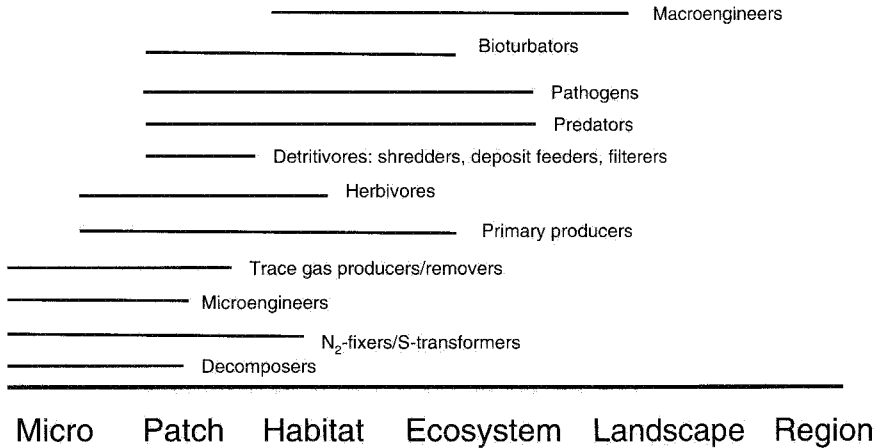 Macroengineers
Bioturbators
Pathogens
Predators
Detritivores: shredders, deposit feeders, filterers
Herbivores
Primary producers
Trace gas producers/removers
Microengineers
N₂-fixers/S-transformers
Decomposers
Micro Patch Habitat Ecosystem Landscape Region